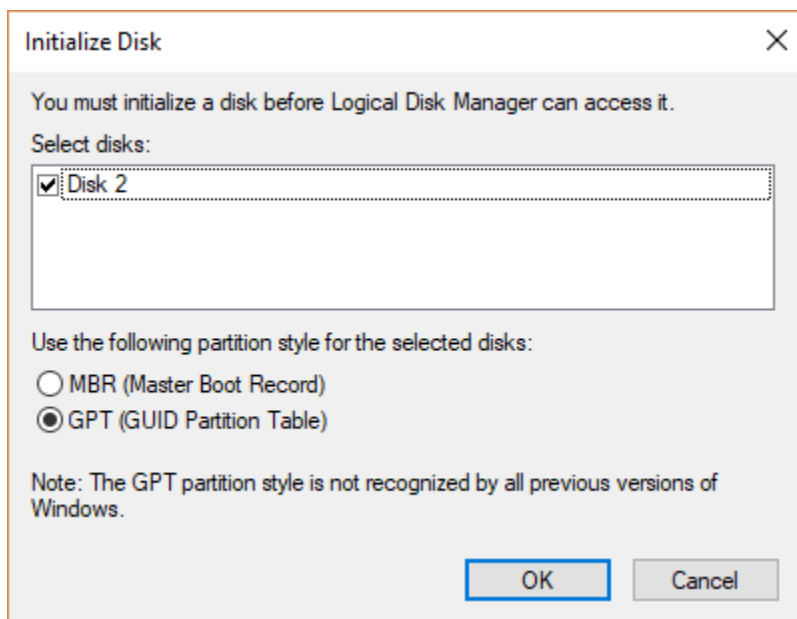 Initialize Disk
You must initialize a disk before Logical Disk Manager can access it.
Select disks:
Disk 2
Use the following partition style for the selected disks:
MBR (Master Boot Record)
GPT (GUID Partition Table)
Note: The GPT partition style is not recognized by all previous versions of
Windows.
OK
Cancel